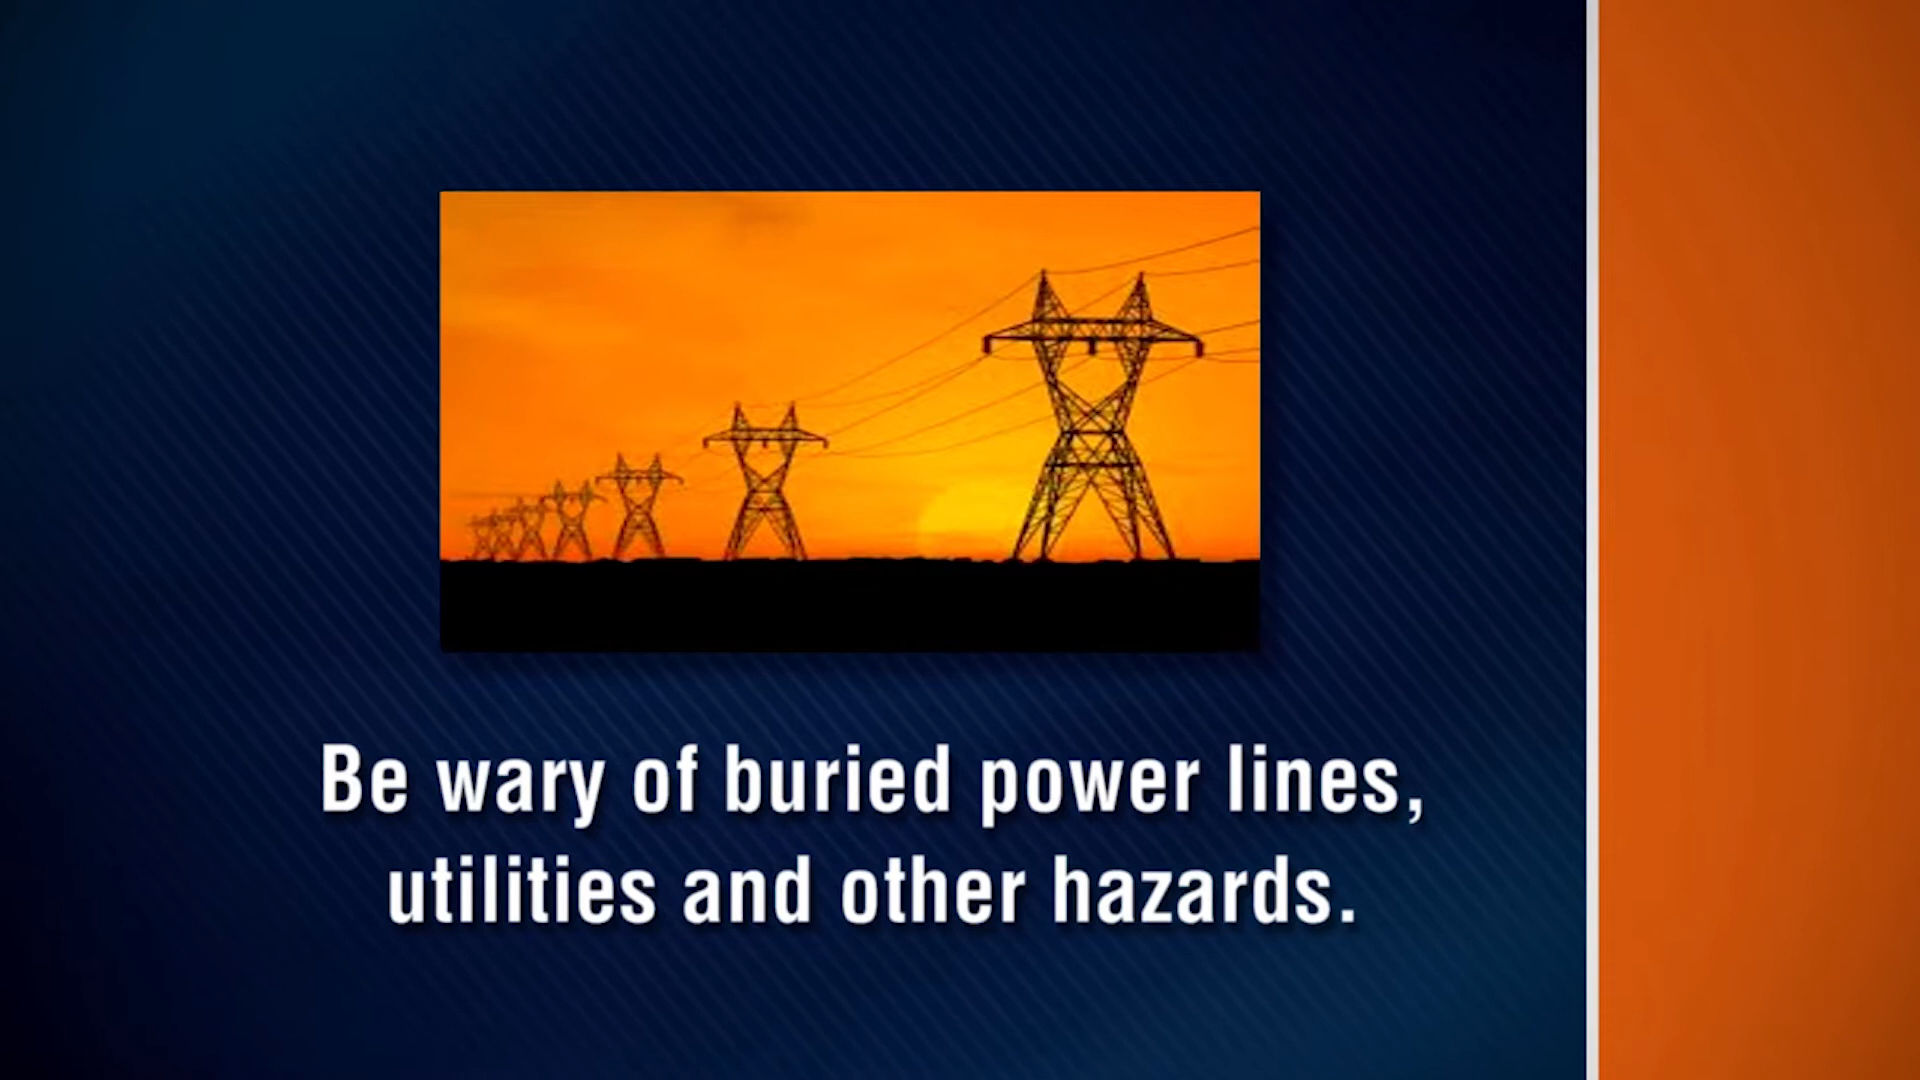 Be wary of buried power lines,
utilities and other hazards.